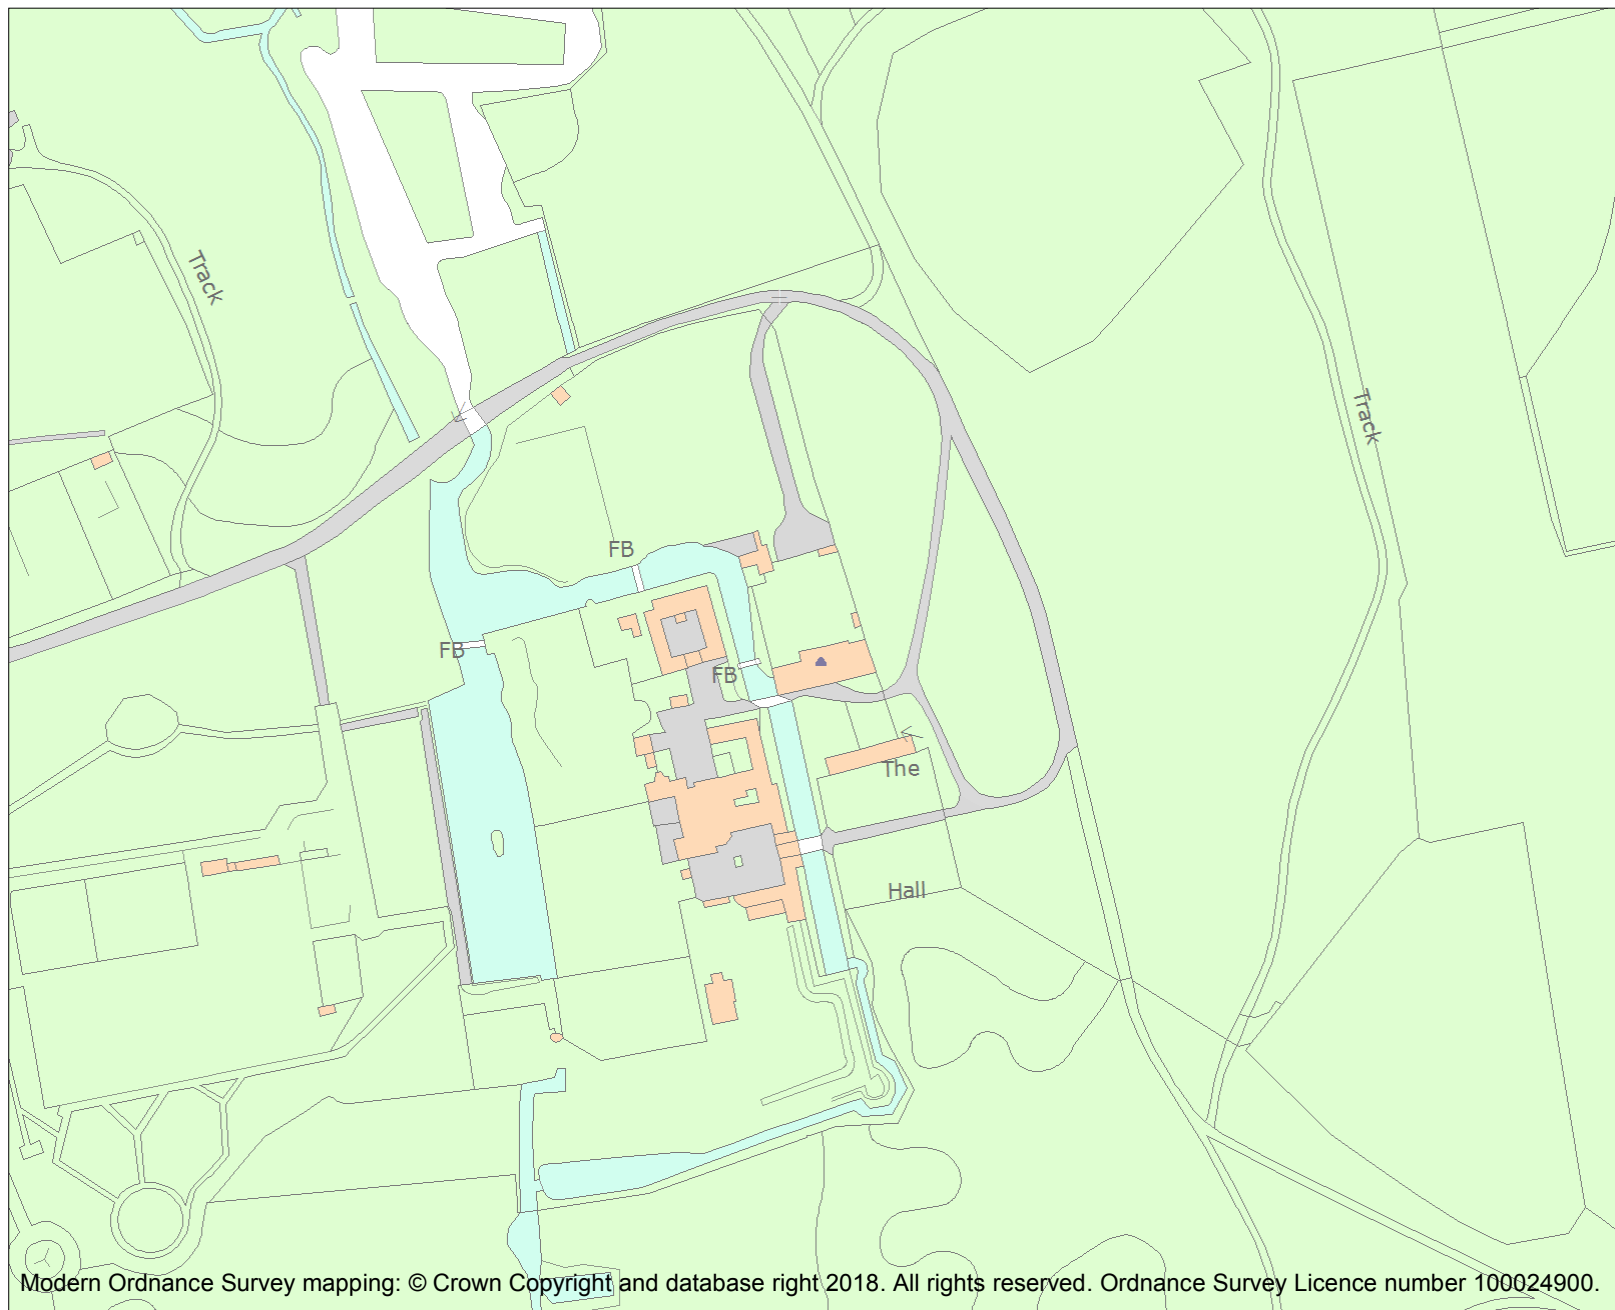 Track
Track
FB
FB
FB
The
Hall
Modern Ordnance Survey mapping: © Crown Copyright and database right 2018. All rights reserved. Ordnance Survey Licence number 100024900.